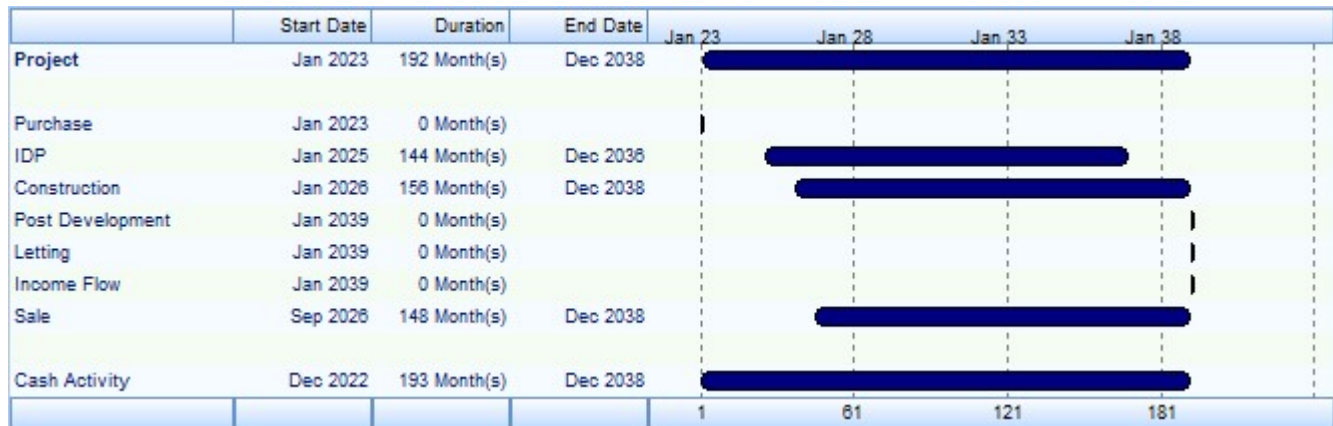 Start Date Duration End Date Jan 23 Jan 28 Jan 33 Jan 38
Project Jan 2023 192 Month(s) Dec 2038
Purchase Jan 2023 0 Month(s)
IDP Jan 2025 144 Month(s) Dec 2036
Construction Jan 2026 156 Month(s) Dec 2038
Post Development Jan 2039 0 Month(s)
Letting Jan 2039 0 Month(s)
Income Flow Jan 2039 0 Month(s)
Sale Sep 2026 148 Month(s) Dec 2038
Cash Activity Dec 2022 193 Month(s) Dec 2038
1 61 121 181